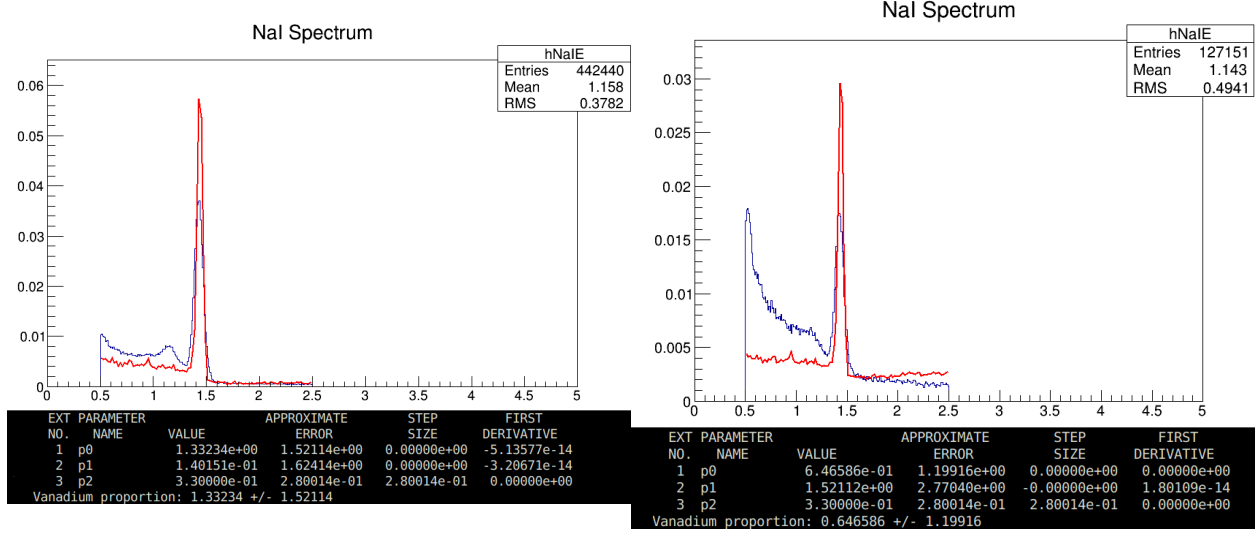 NaI Spectrum
hNaIE
Entries 442440
Mean 1.158
RMS 0.3782
0.06
0.05
0.04
0.03
0.02
0.01
0
0 0.5 1 1.5 2 2.5 3 3.5 4 4.5 5
EXT PARAMETER APPROXIMATE STEP FIRST
NO. NAME VALUE ERROR SIZE DERIVATIVE
1 p0 1.33234e+00 1.52114e+00 0.00000e+00 -5.13577e-14
2 p1 1.40151e-01 1.62414e+00 0.00000e+00 -3.20671e-14
3 p2 3.30000e-01 2.80014e-01 2.80014e-01 0.00000e+00
Vanadium proportion: 1.33234 +/- 1.52114
NaI Spectrum
hNaIE
Entries 127151
Mean 1.143
RMS 0.4941
0.03
0.025
0.02
0.015
0.01
0.005
0
0 0.5 1 1.5 2 2.5 3 3.5 4 4.5 5
EXT PARAMETER APPROXIMATE STEP FIRST
NO. NAME VALUE ERROR SIZE DERIVATIVE
1 p0 6.46586e-01 1.19916e+00 0.00000e+00 0.00000e+00
2 p1 1.52112e+00 2.77040e+00 -0.00000e+00 1.80109e-14
3 p2 3.30000e-01 2.80014e-01 2.80014e-01 0.00000e+00
Vanadium proportion: 0.646586 +/- 1.19916